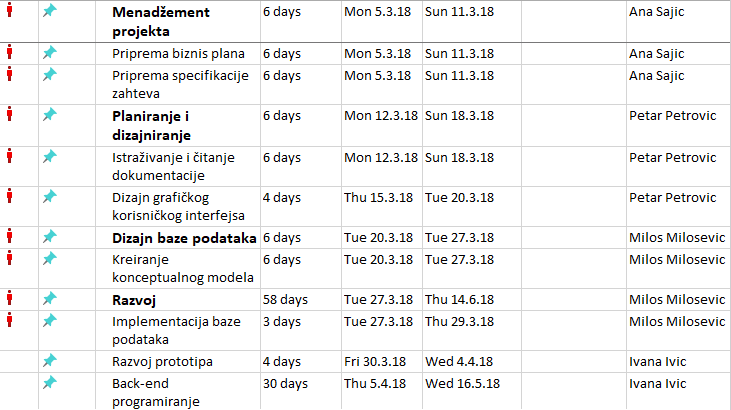 Menadžement projekta 6 days Mon 5.3.18 Sun 11.3.18 Ana Sajic
Priprema biznis plana 6 days Mon 5.3.18 Sun 11.3.18 Ana Sajic
Priprema specifikacije zahteva 6 days Mon 5.3.18 Sun 11.3.18 Ana Sajic
Planiranje i dizajniranje 6 days Mon 12.3.18 Sun 18.3.18 Petar Petrovic
Istraživanje i čitanje dokumentacije 6 days Mon 12.3.18 Sun 18.3.18 Petar Petrovic
Dizajn grafičkog korisničkog interfejsa 4 days Thu 15.3.18 Tue 20.3.18 Petar Petrovic
Dizajn baze podataka 6 days Tue 20.3.18 Tue 27.3.18 Milos Milosevic
Kreiranje konceptualnog modela 6 days Tue 20.3.18 Tue 27.3.18 Milos Milosevic
Razvoj 58 days Tue 27.3.18 Thu 14.6.18 Milos Milosevic
Implementacija baze podataka 3 days Tue 27.3.18 Thu 29.3.18 Milos Milosevic
Razvoj prototipa 4 days Fri 30.3.18 Wed 4.4.18 Ivana Ivic
Back-end programiranje 30 days Thu 5.4.18 Wed 16.5.18 Ivana Ivic